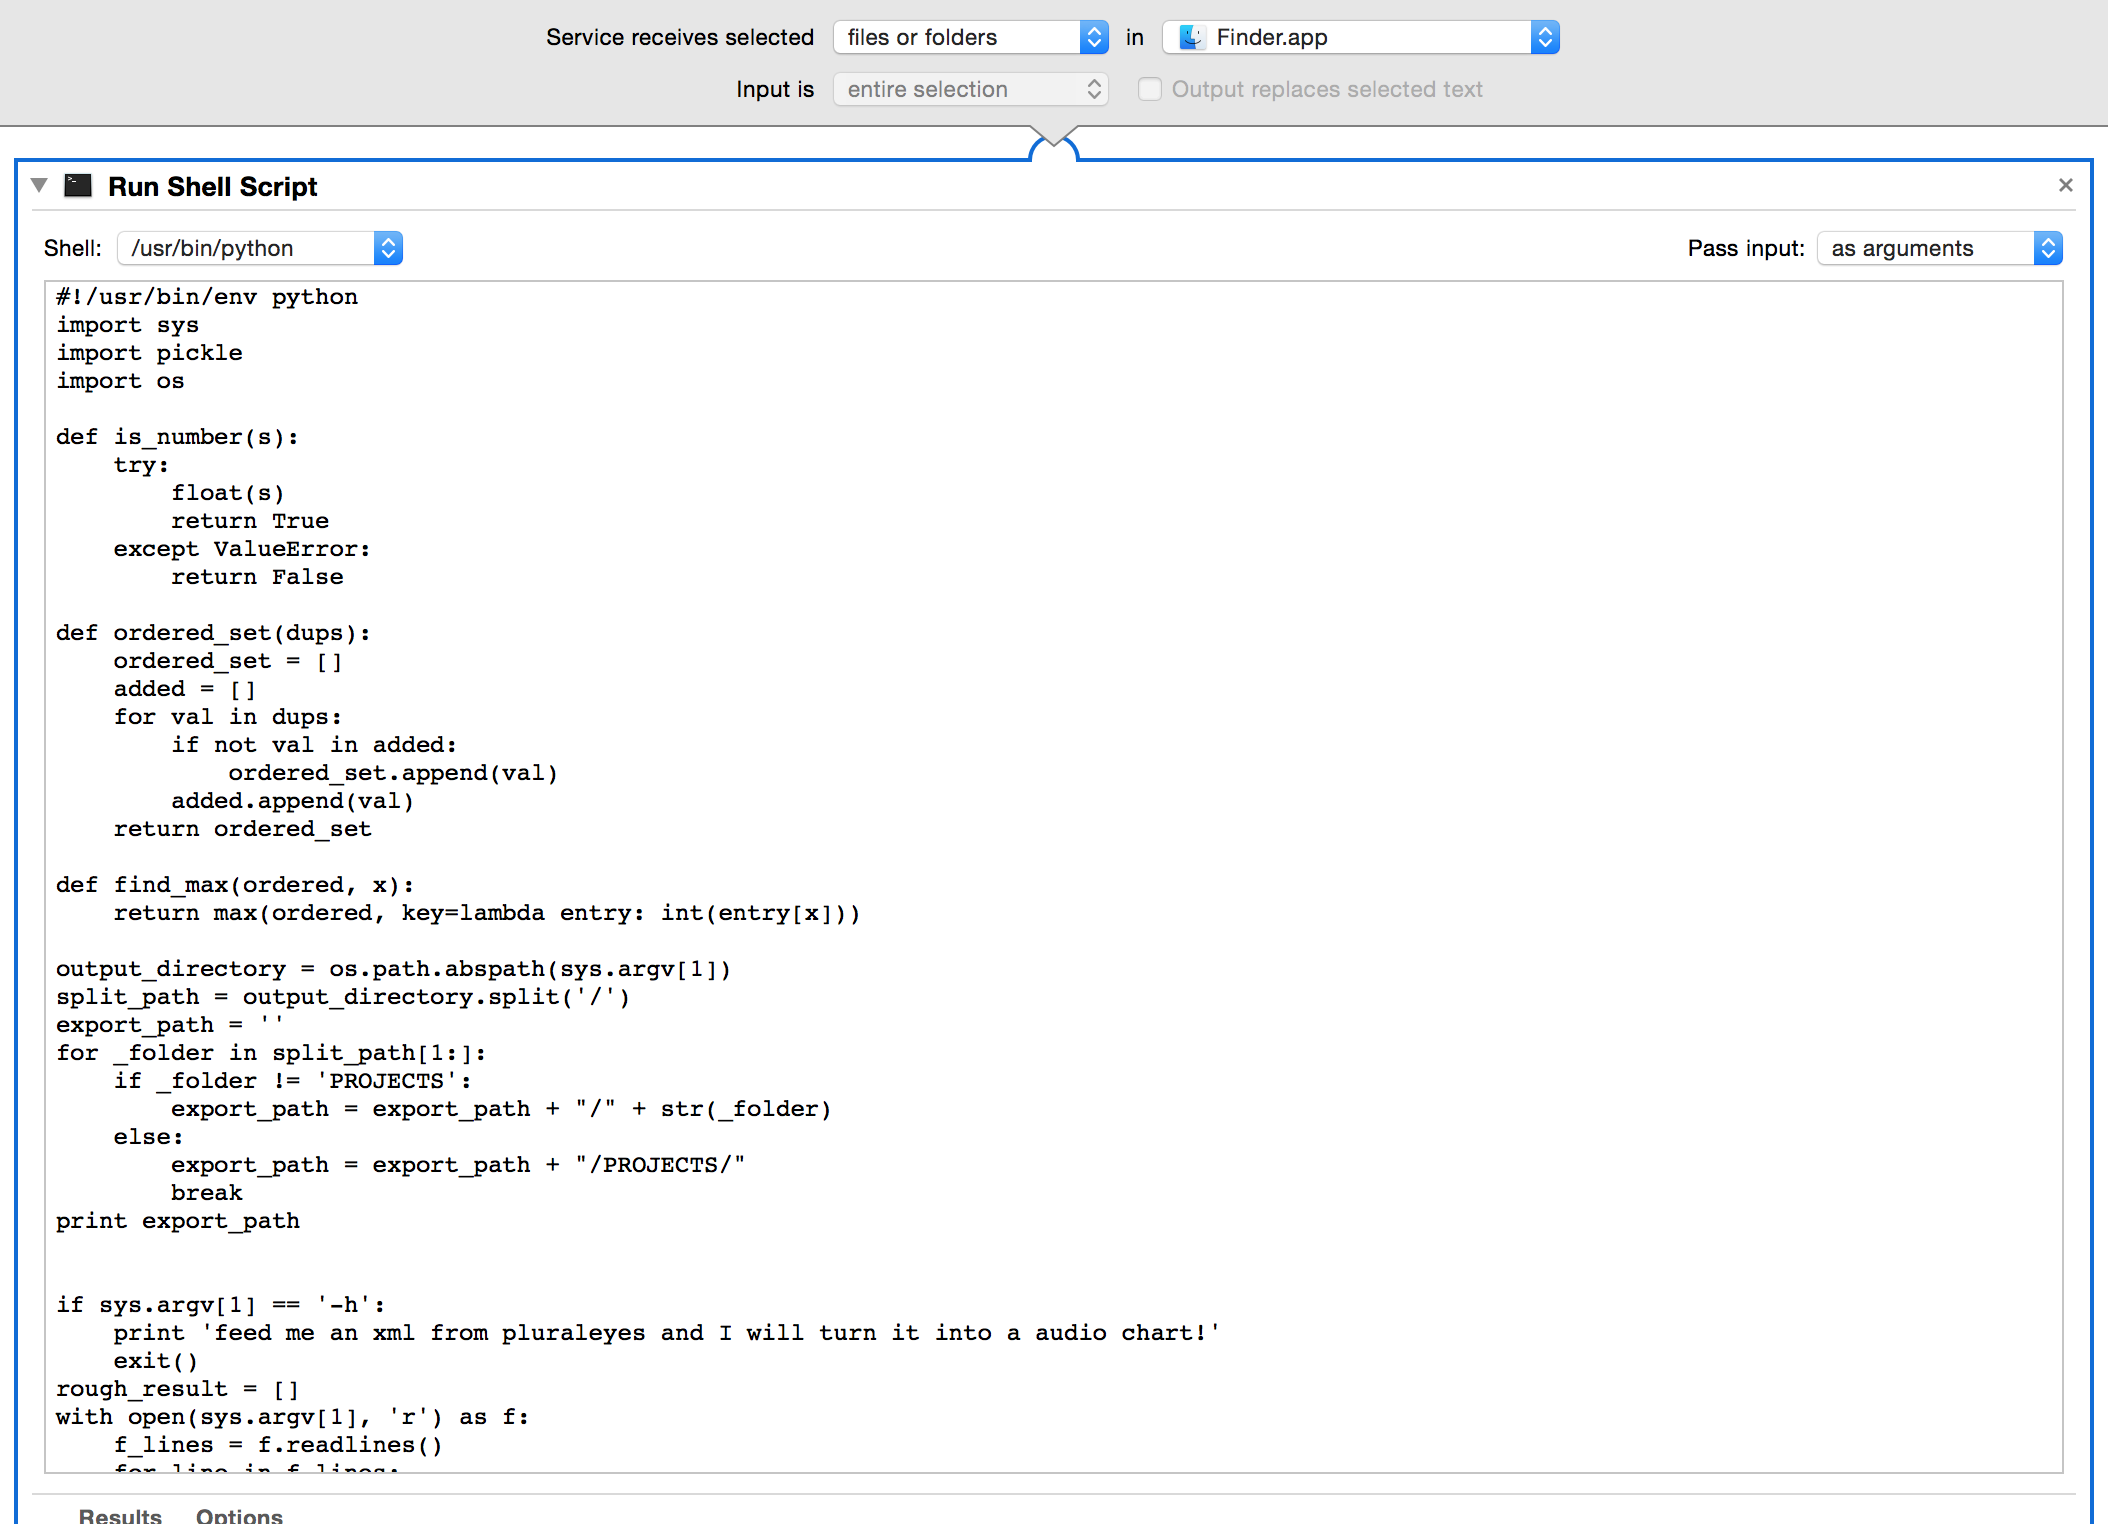 Service receives selected files or folders in Finder.app
Input is entire selection Output replaces selected text
Run Shell Script
Shell: /usr/bin/python Pass input: as arguments
#!/usr/bin/env python
import sys
import pickle
import os

def is_number(s):
    try:
        float(s)
        return True
    except ValueError:
        return False

def ordered_set(dups):
    ordered_set = []
    added = []
    for val in dups:
        if not val in added:
            ordered_set.append(val)
        added.append(val)
    return ordered_set

def find_max(ordered, x):
    return max(ordered, key=lambda entry: int(entry[x]))

output_directory = os.path.abspath(sys.argv[1])
split_path = output_directory.split('/')
export_path = ''
for _folder in split_path[1:]:
    if _folder != 'PROJECTS':
        export_path = export_path + "/" + str(_folder)
    else:
        export_path = export_path + "/PROJECTS/"
        break
print export_path

if sys.argv[1] == '-h':
    print 'feed me an xml from pluraleyes and I will turn it into a audio chart!'
    exit()
rough_result = []
with open(sys.argv[1], 'r') as f:
    f_lines = f.readlines()
    for line in f_lines:
Results Options